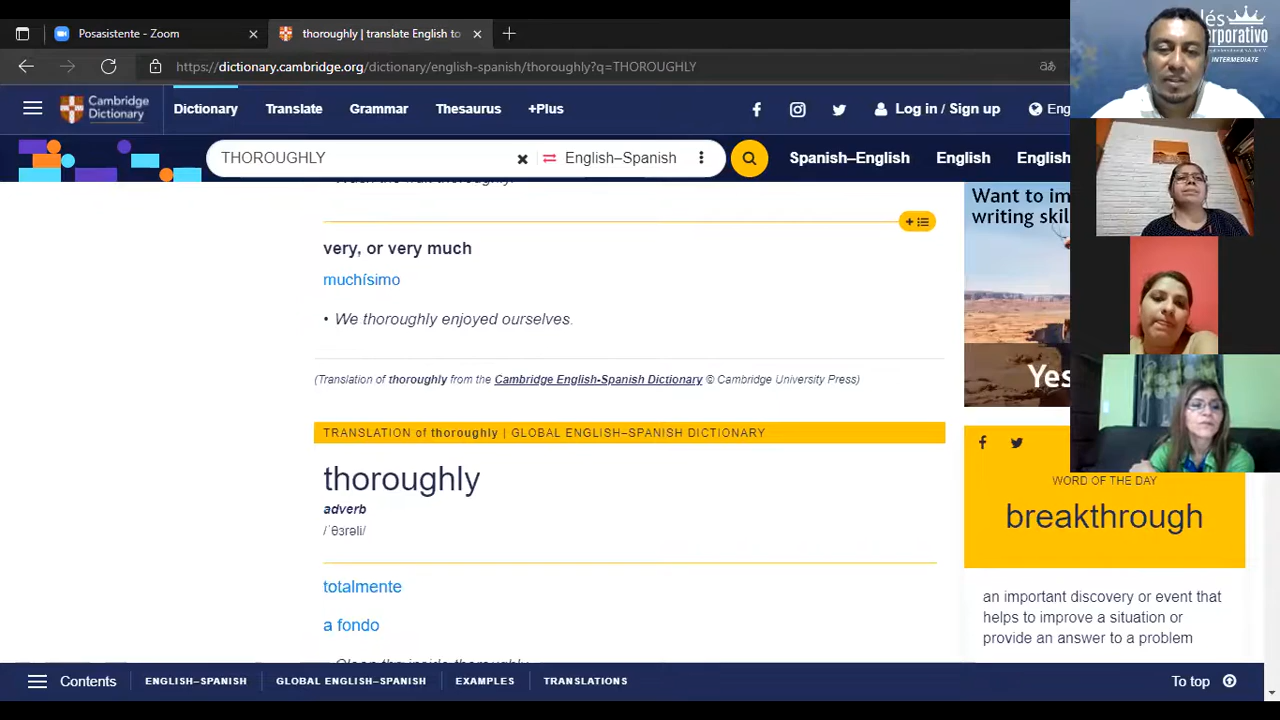 Posasistente - Zoom
thoroughly | translate English to
https://dictionary.cambridge.org/dictionary/english-spanish/thoroughly?q=THOROUGHLY
Cambridge
Dictionary
Dictionary
Translate
Grammar
Thesaurus
+Plus
Log in / Sign up
Eng
THOROUGHLY
English–Spanish
Spanish–English
English
English
very, or very much
muchísimo
• We thoroughly enjoyed ourselves.
(Translation of thoroughly from the Cambridge English-Spanish Dictionary © Cambridge University Press)
TRANSLATION of thoroughly | GLOBAL ENGLISH–SPANISH DICTIONARY
thoroughly
adverb
/ˈθɜrəli/
totalmente
a fondo
Want to im
writing skil
Yes
WORD OF THE DAY
breakthrough
an important discovery or event that
helps to improve a situation or
provide an answer to a problem
Contents
ENGLISH–SPANISH
GLOBAL ENGLISH–SPANISH
EXAMPLES
TRANSLATIONS
To top
lés
rporativo
INTERMEDIATE